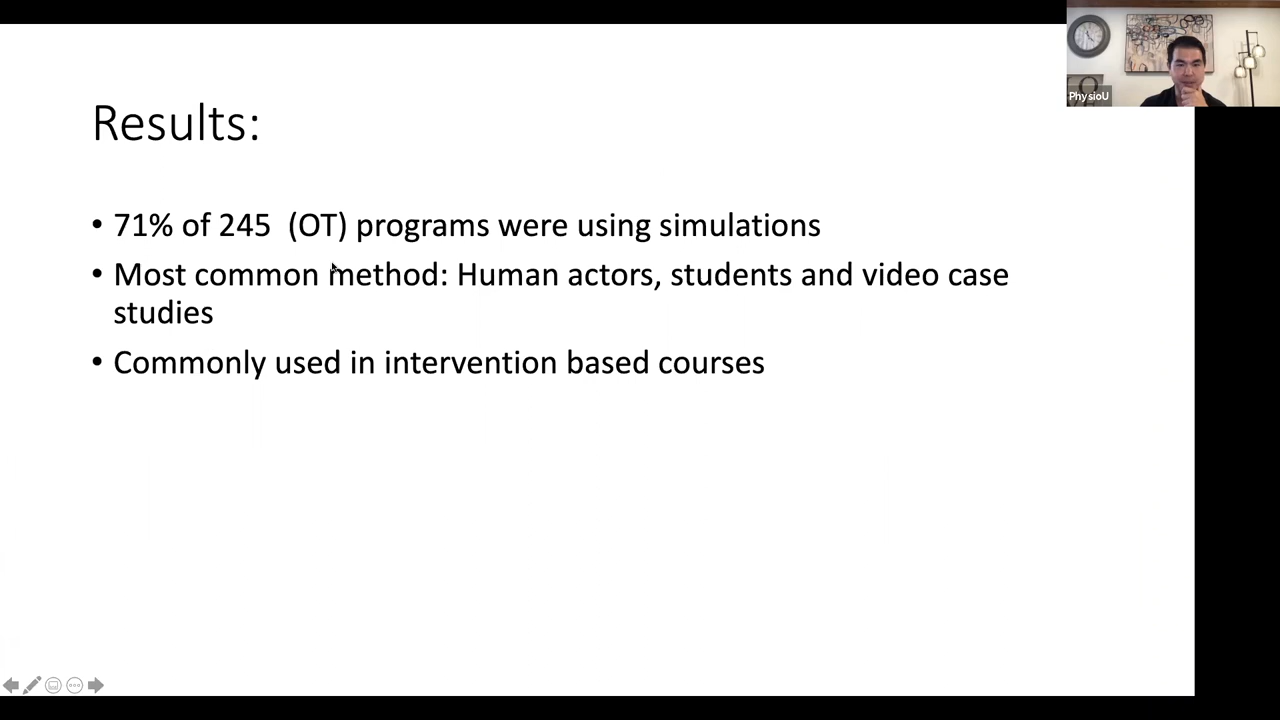 PhysioU
Results:
• 71% of 245  (OT) programs were using simulations
• Most common method: Human actors, students and video case
studies
• Commonly used in intervention based courses